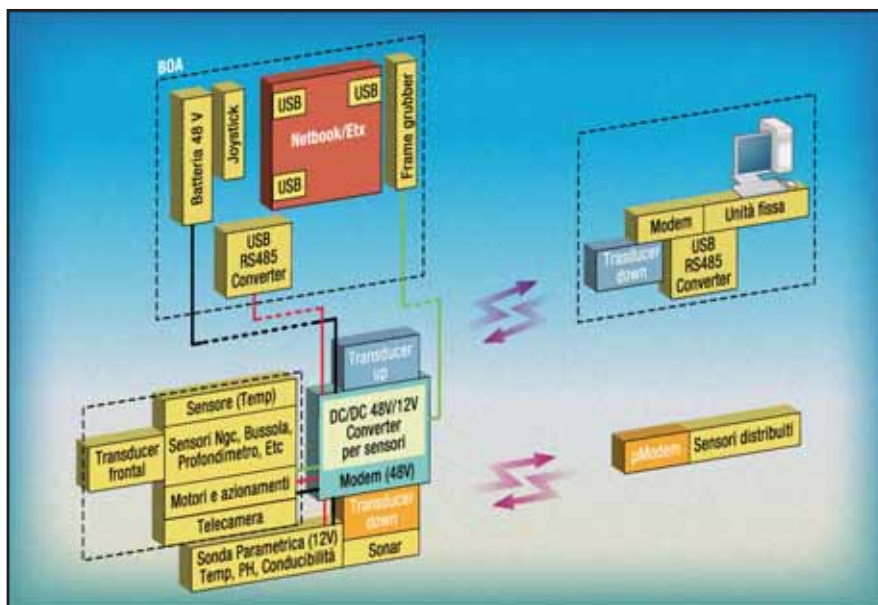 BOA
Batteria 48 V
Joystick
USB
USB
Netbook/Etx
USB
Frame grubber
USB
RS485
Converter
Modem
Unità fissa
Trasducer
down
USB
RS485
Converter
Transducer
up
DC/DC 48V/12V
Converter
per sensori
Modem (48V)
Transducer
down
Sonar
Sensore (Temp)
Sensori Ngc, Bussola,
Profondimetro, Etc
Transducer
frontal
Motori e azionamenti
Telecamera
Sonda Parametrica (12V)
Temp, PH, Conducibilità
µModem
Sensori distribuiti